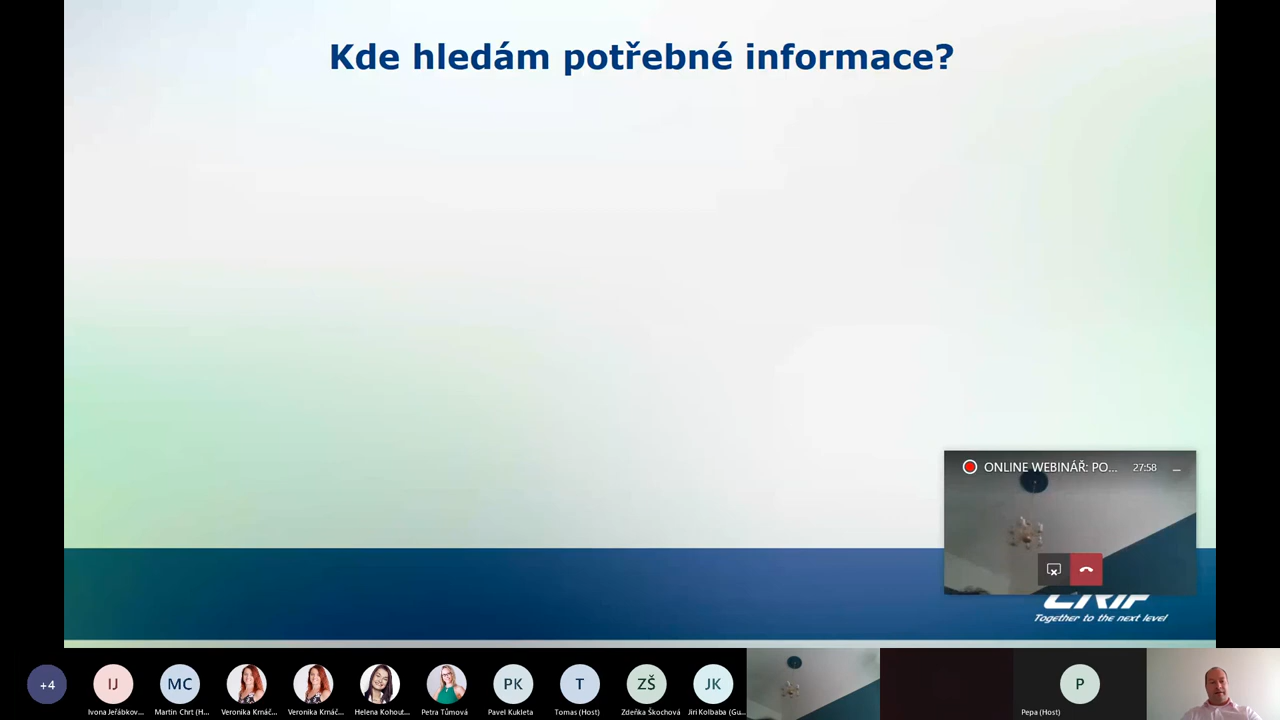 Kde hledám potřebné informace?
ONLINE WEBINÁŘ: PO...
27:58
CRIF
Together to the next level
+4
IJ
MC
PK
T
ZŠ
JK
P
Ivona Jeřábkov...
Martin Chrt (H...
Veronika Krnáč...
Veronika Krnáč...
Helena Kohout...
Petra Tůmová
Pavel Kukleta
Tomas (Host)
Zdeňka Škochová
Jiri Kolbaba (Gu...
Pepa (Host)